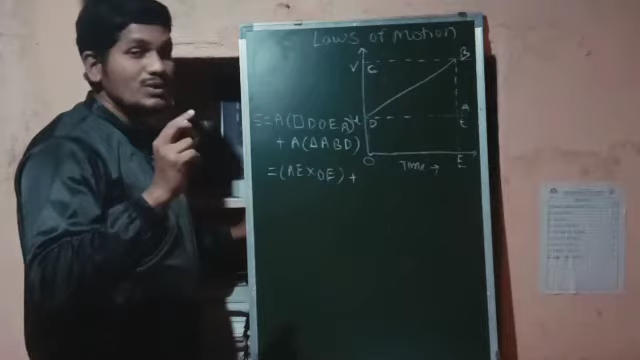 Laws of Motion
V C B
S=A(□DOEA)
u D A t
+ A(ΔABD)
O Time → E
=(AE×OE) +